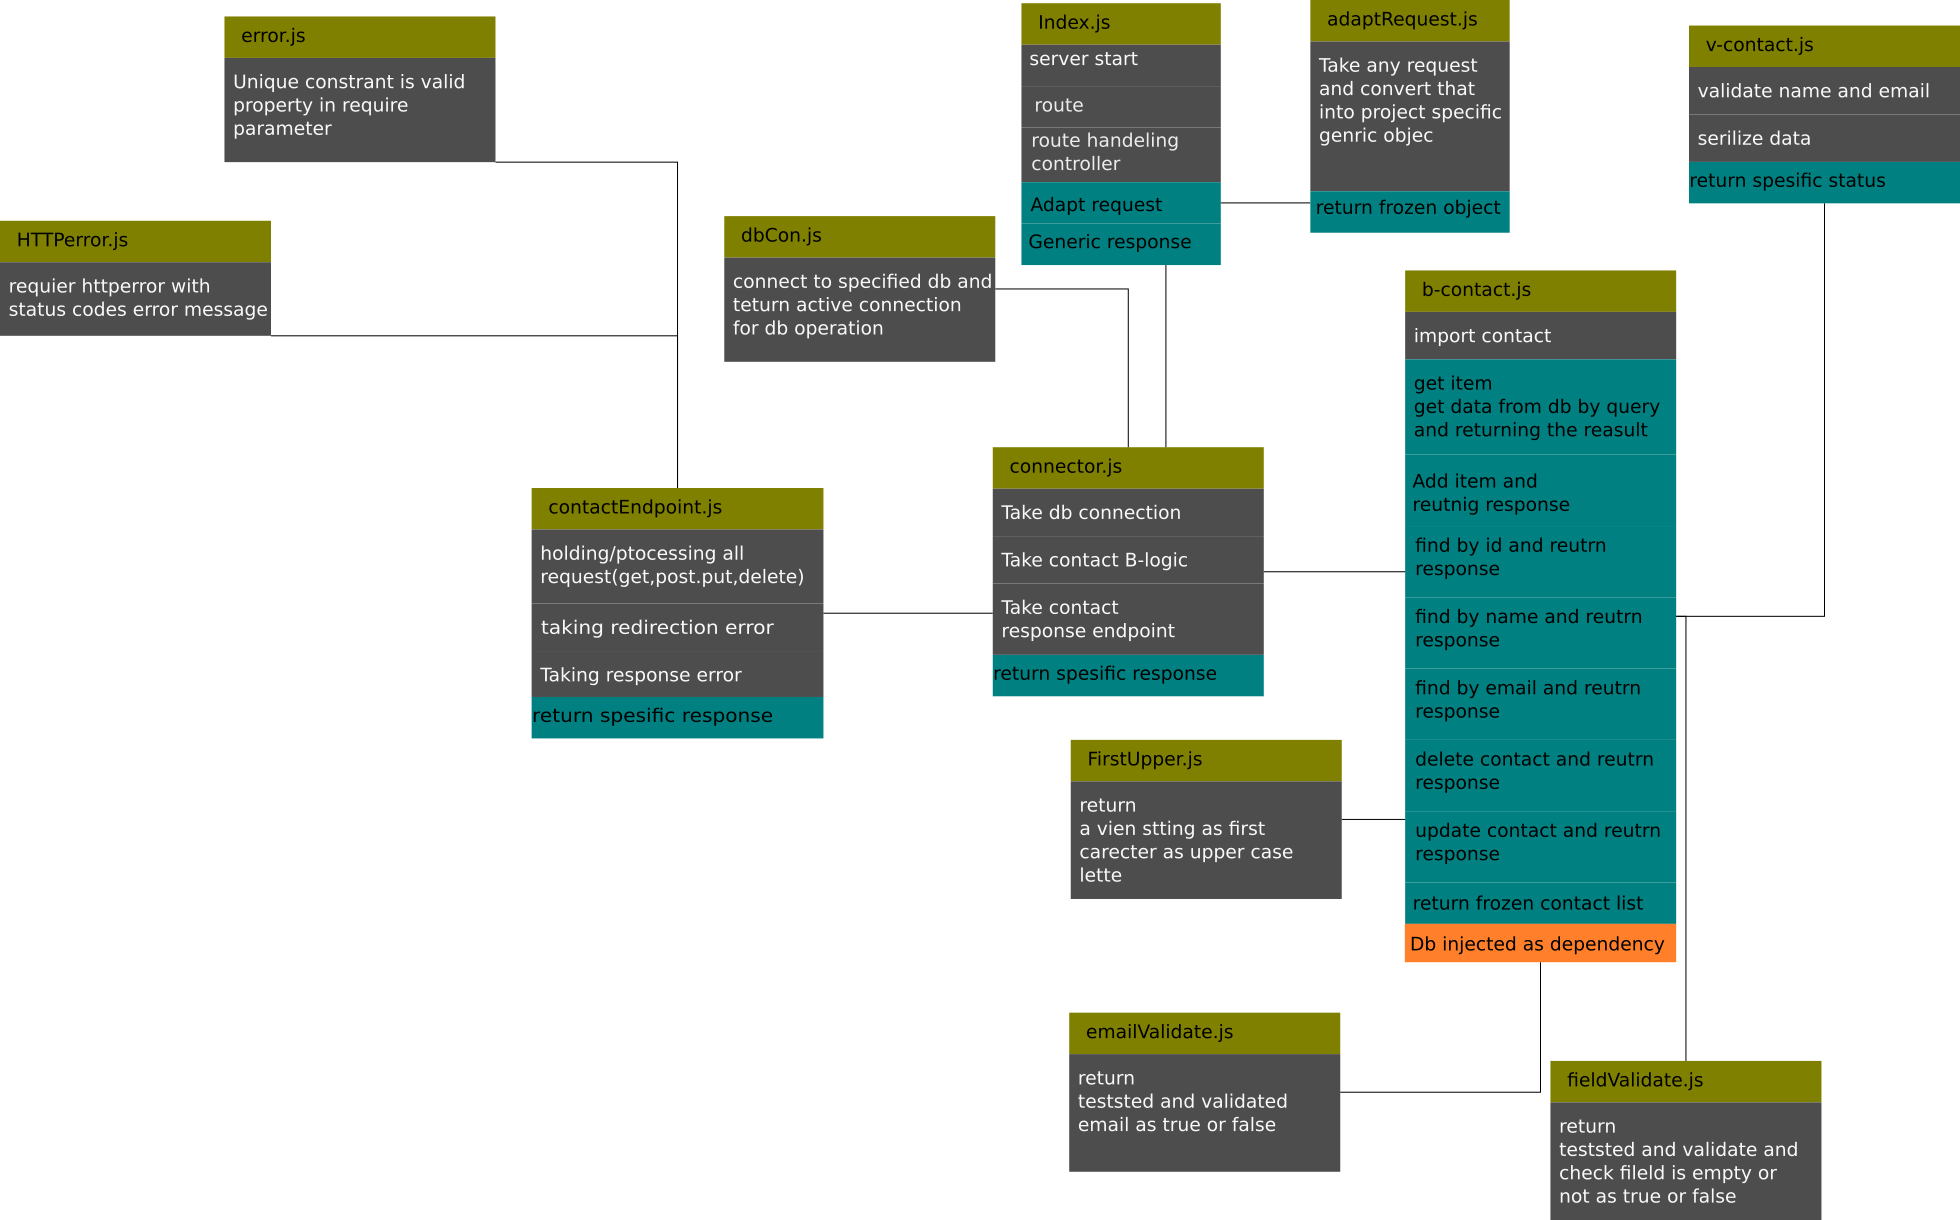 error.js
Unique constrant is valid
property in require
parameter
HTTPerror.js
requier httperror with
status codes error message
dbCon.js
connect to specified db and
teturn active connection
for db operation
Index.js
server start
route
route handeling
controller
Adapt request
Generic response
adaptRequest.js
Take any request
and convert that
into project specific
genric objec
return frozen object
v-contact.js
validate name and email
serilize data
return spesific status
contactEndpoint.js
holding/ptocessing all
request(get,post.put,delete)
taking redirection error
Taking response error
return spesific response
connector.js
Take db connection
Take contact B-logic
Take contact
response endpoint
return spesific response
b-contact.js
import contact
get item
get data from db by query
and returning the reasult
Add item and
reutnig response
find by id and reutrn
response
find by name and reutrn
response
find by email and reutrn
response
delete contact and reutrn
response
update contact and reutrn
response
return frozen contact list
Db injected as dependency
FirstUpper.js
return
a vien stting as first
carecter as upper case
lette
emailValidate.js
return
teststed and validated
email as true or false
fieldValidate.js
return
teststed and validate and
check fileld is empty or
not as true or false